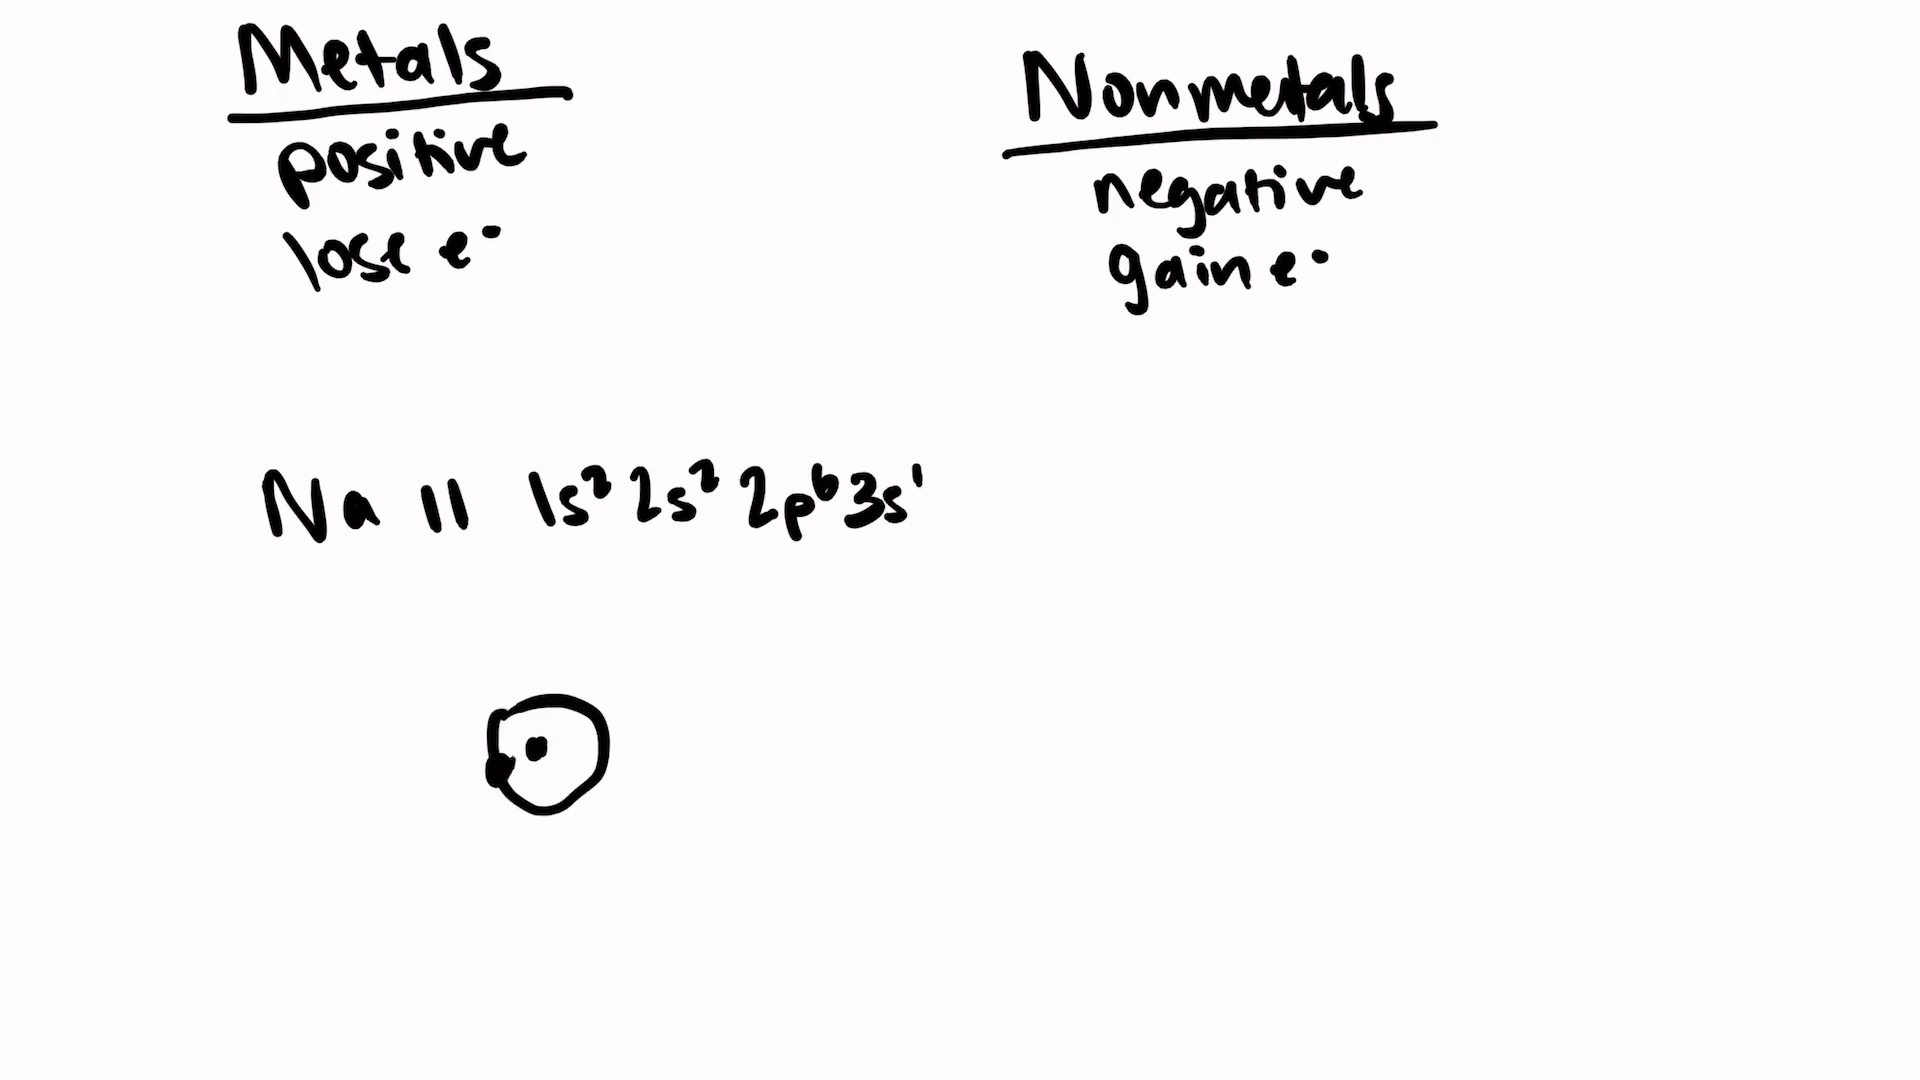 Metals
positive
lose e-
Nonmetals
negative
gain e-
Na 11 1s² 2s² 2p⁶ 3s¹